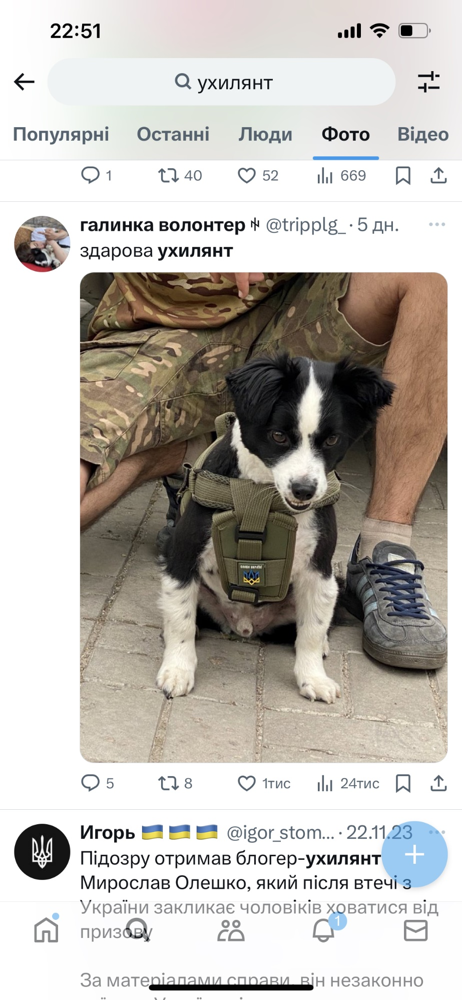 22:51
ухилянт
Популярні Останні Люди Фото Відео
1 40 52 669
галинка волонтер @tripplg_ · 5 дн.
здарова ухилянт
5 8 1тис 24тис
Игорь 🇺🇦 🇺🇦 🇺🇦 @igor_stom... · 22.11.23
Підозру отримав блогер-ухилянт
Мирослав Олешко, який після втечі з
України закликає чоловіків ховатися від
призову
1
За матеріалами справи, він незаконно